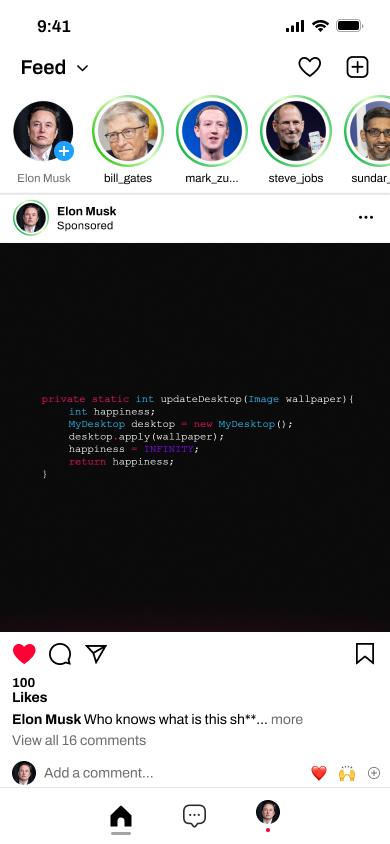 9:41
Feed
Elon Musk
bill_gates
mark_zu...
steve_jobs
sundar_
Elon Musk
Sponsored
private static int updateDesktop(Image wallpaper){
int happiness;
MyDesktop desktop = new MyDesktop();
desktop.apply(wallpaper);
happiness = INFINITY;
return happiness;
}
100
Likes
Elon Musk Who knows what is this sh**... more
View all 16 comments
Add a comment...